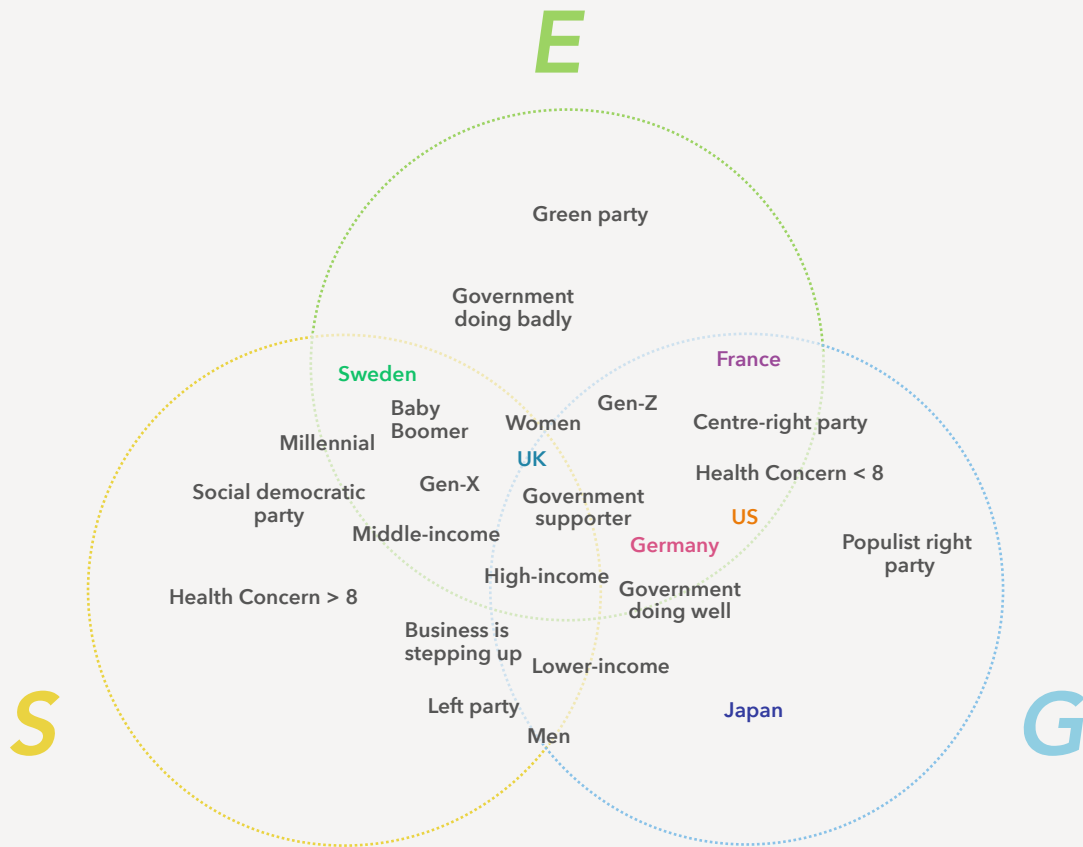 E
Green party
Government
doing badly
France
Sweden
Gen-Z
Baby
Boomer
Women
Centre-right party
Millennial
UK
Health Concern < 8
Gen-X
Social democratic
party
Government
supporter
US
Middle-income
Germany
Populist right
party
High-income
Government
doing well
Health Concern > 8
Business is
stepping up
Lower-income
Left party
Japan
Men
S
G